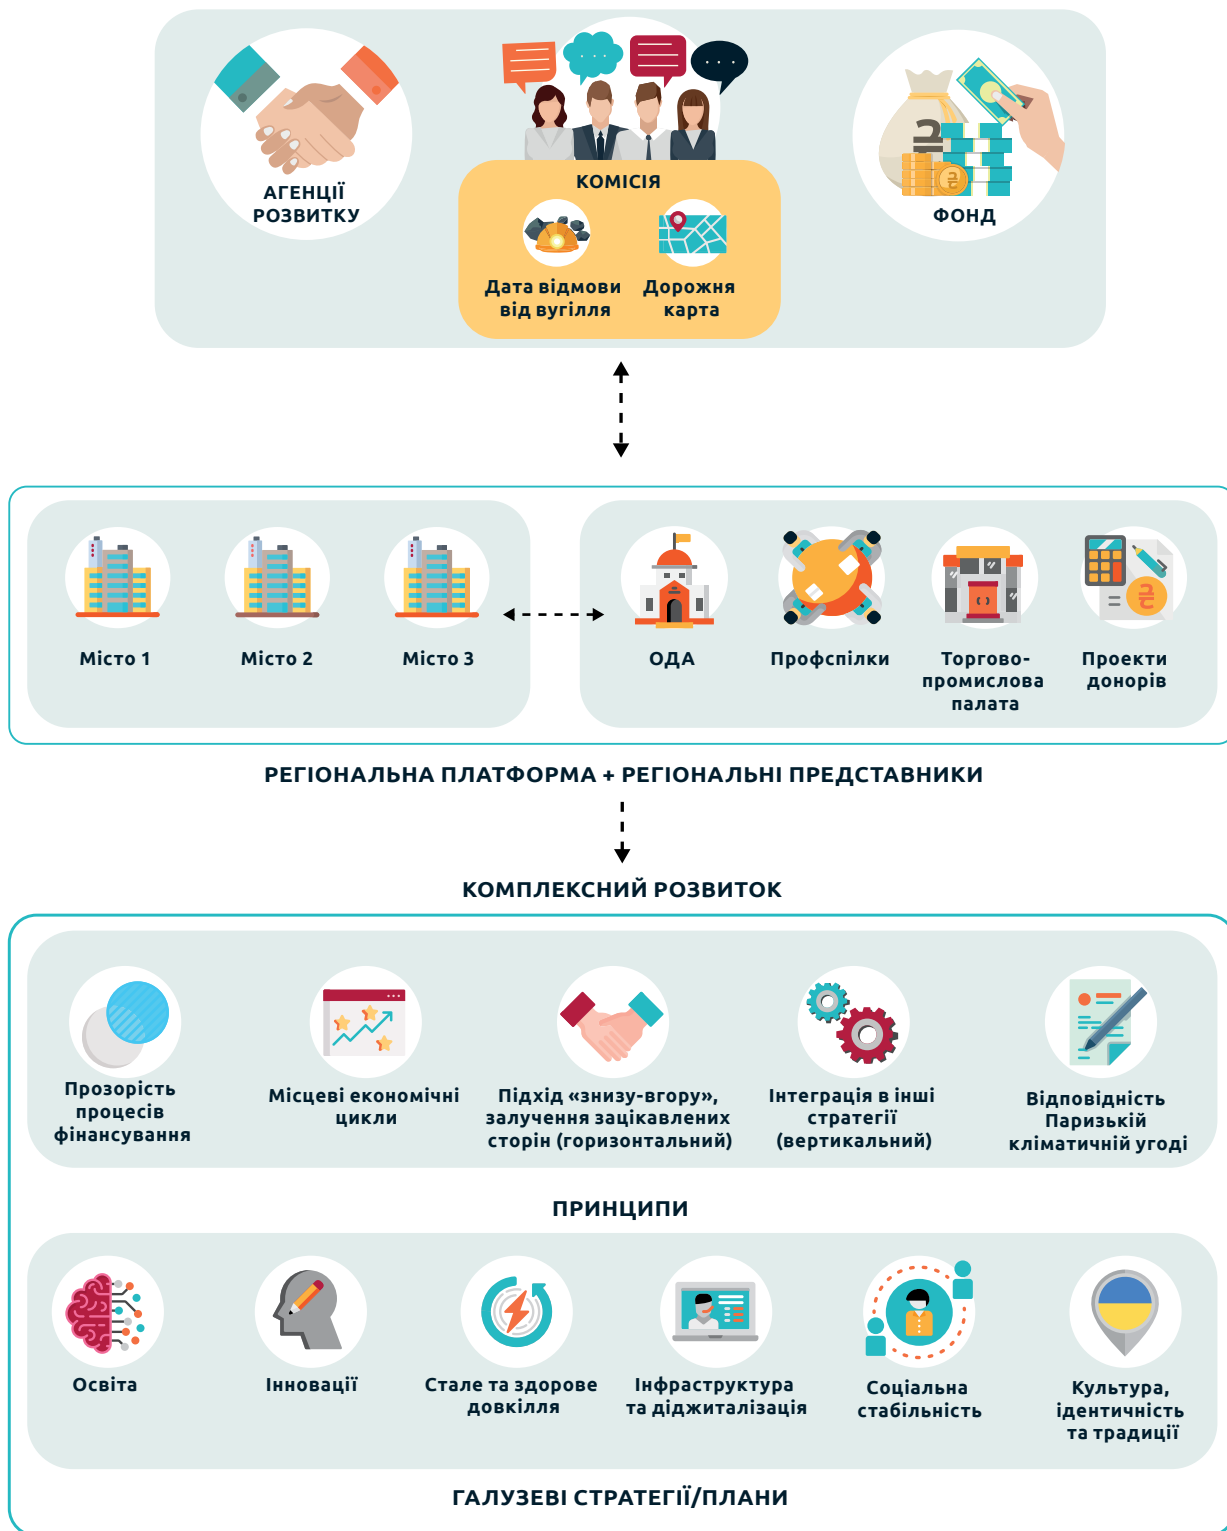 АГЕНЦІЇ
РОЗВИТКУ
КОМІСІЯ
Дата відмови
від вугілля
Дорожня
карта
ФОНД
Місто 1
Місто 2
Місто 3
ОДА
Профспілки
Торгово-
промислова
палата
Проекти
донорів
РЕГІОНАЛЬНА ПЛАТФОРМА + РЕГІОНАЛЬНІ ПРЕДСТАВНИКИ
КОМПЛЕКСНИЙ РОЗВИТОК
Прозорість
процесів
фінансування
Місцеві економічні
цикли
Підхід «знизу-вгору»,
залучення зацікавлених
сторін (горизонтальний)
Інтеграція в інші
стратегії
(вертикальний)
Відповідність
Паризькій
кліматичній угоді
ПРИНЦИПИ
Освіта
Інновації
Стале та здорове
довкілля
Інфраструктура
та діджиталізація
Соціальна
стабільність
Культура,
ідентичність
та традиції
ГАЛУЗЕВІ СТРАТЕГІЇ/ПЛАНИ